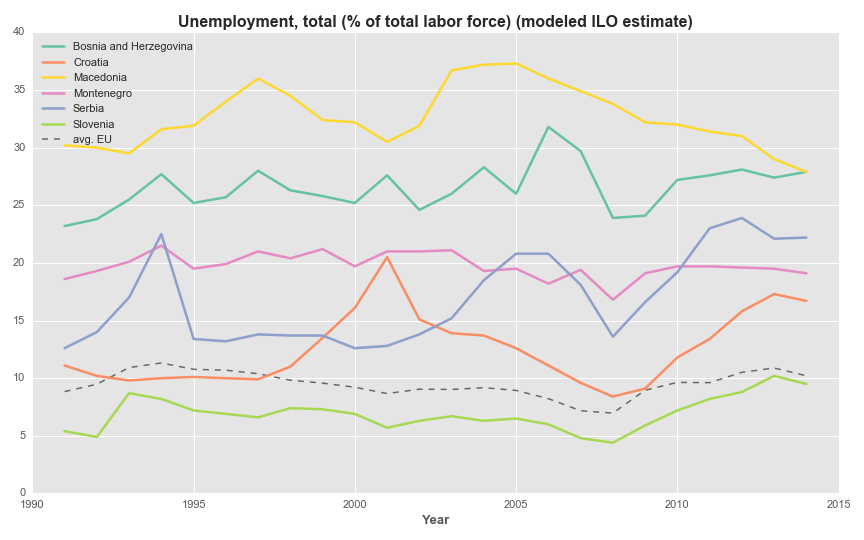 Unemployment, total (% of total labor force) (modeled ILO estimate)
40
35
30
25
20
15
10
5
0
Bosnia and Herzegovina
Croatia
Macedonia
Montenegro
Serbia
Slovenia
avg. EU
1990 1995 2000 2005 2010 2015
Year